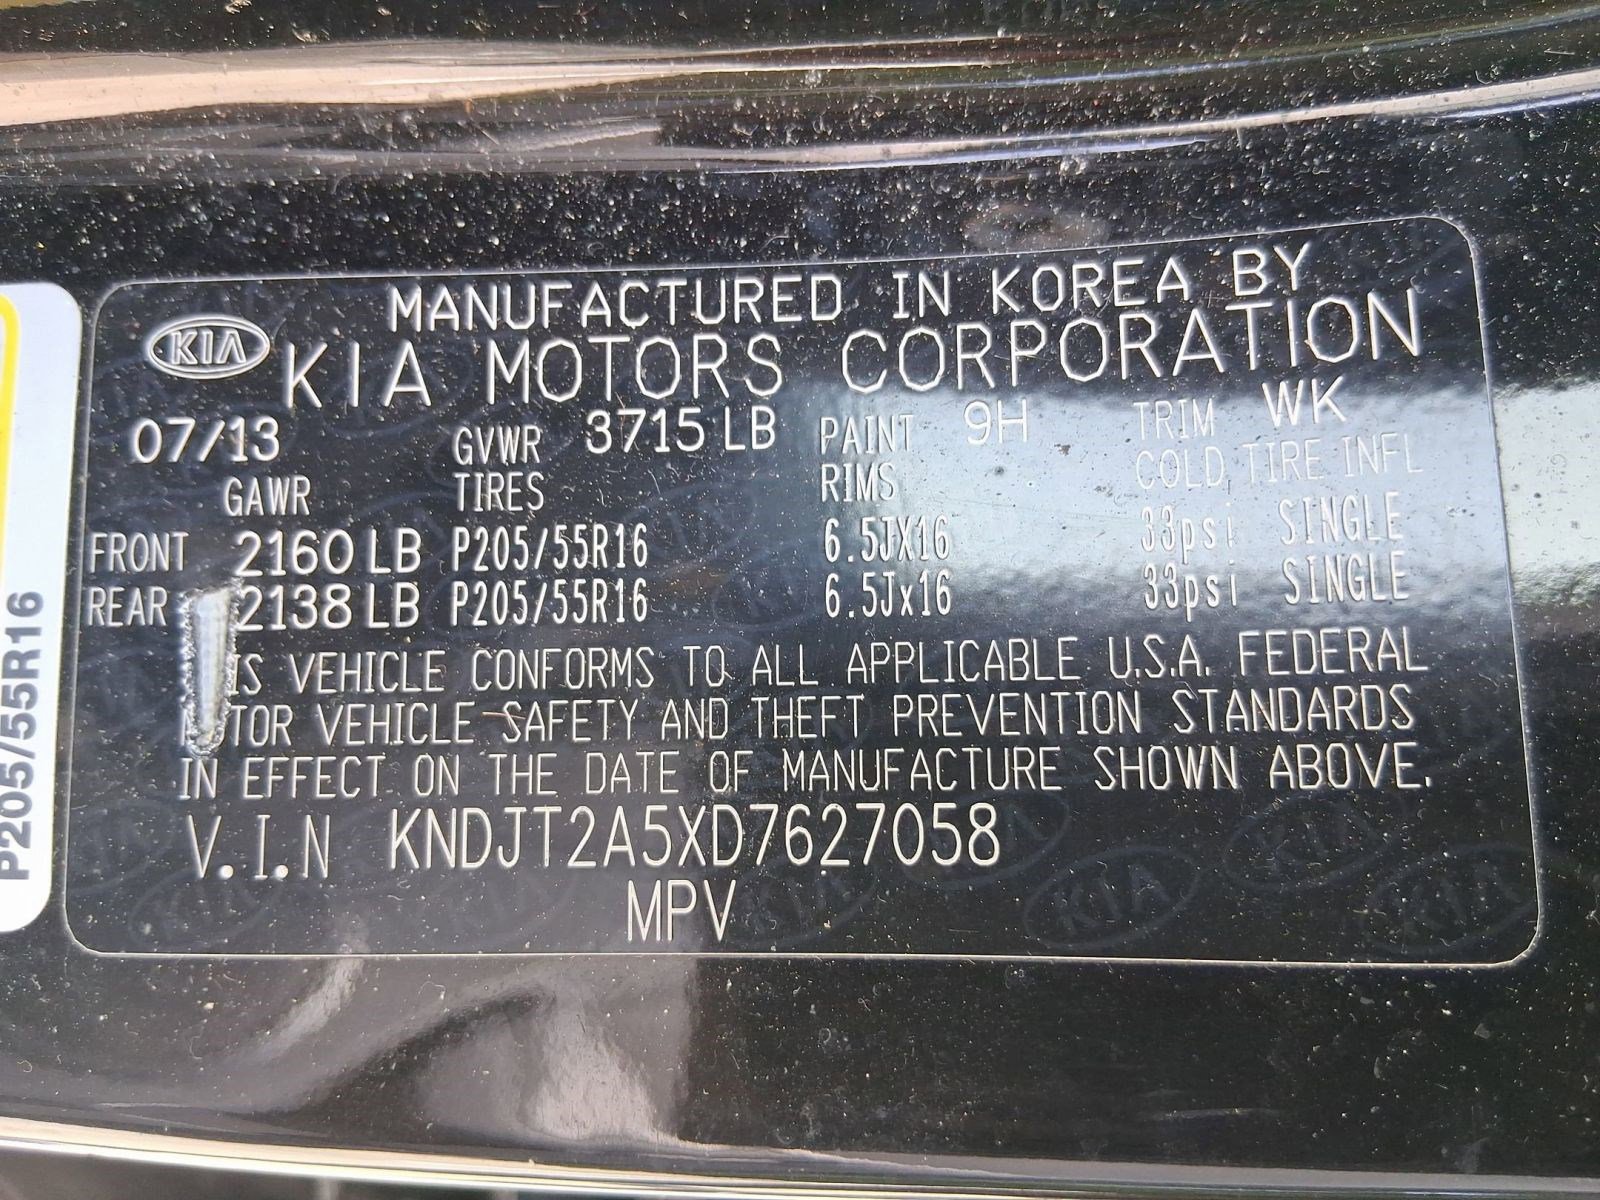 MANUFACTURED IN KOREA BY
KIA KIA MOTORS CORPORATION
07/13 GVWR 3715 LB PAINT 9H TRIM WK
GAWR TIRES RIMS COLD TIRE INFL
FRONT 2160 LB P205/55R16 6.5JX16 33psi SINGLE
REAR 2138 LB P205/55R16 6.5Jx16 33psi SINGLE
IS VEHICLE CONFORMS TO ALL APPLICABLE U.S.A. FEDERAL
TOR VEHICLE SAFETY AND THEFT PREVENTION STANDARDS
IN EFFECT ON THE DATE OF MANUFACTURE SHOWN ABOVE.
V.I.N KNDJT2A5XD7627058
MPV
P205/55R16